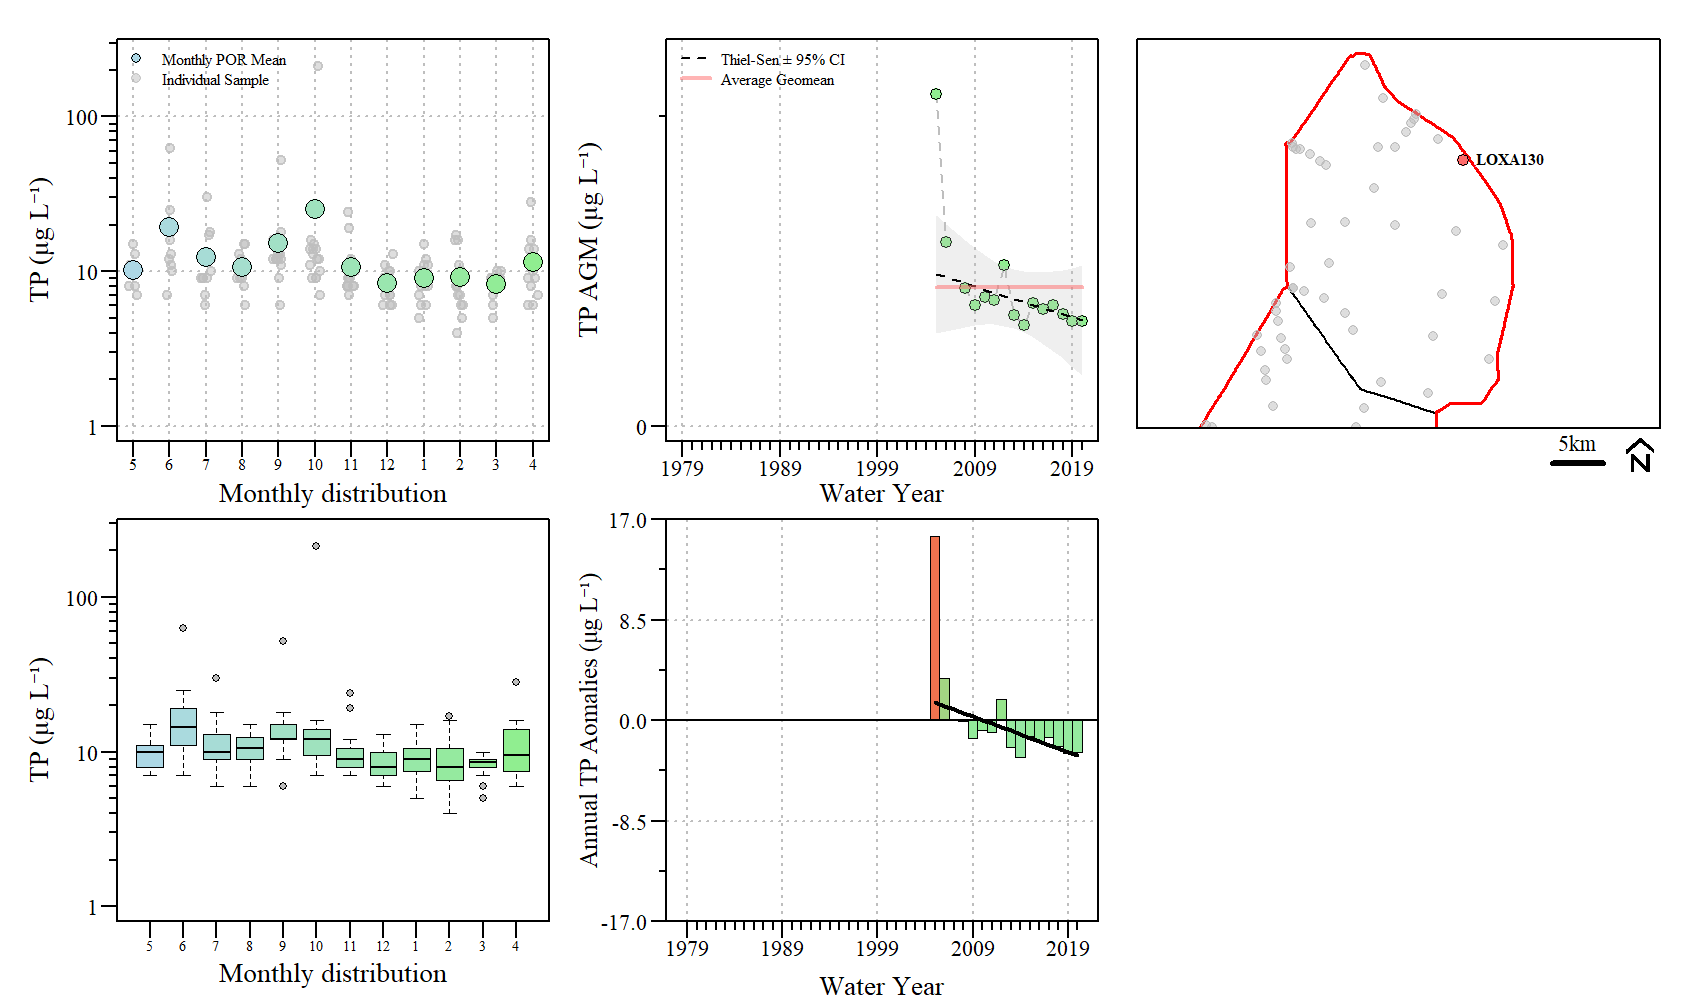 Monthly POR Mean
Individual Sample
100
10
1
TP (µg L⁻¹)
5 6 7 8 9 10 11 12 1 2 3 4
Monthly distribution
Thiel-Sen ± 95% CI
Average Geomean
0
TP AGM (µg L⁻¹)
1979 1989 1999 2009 2019
Water Year
LOXA130
5km
N
100
10
1
TP (µg L⁻¹)
5 6 7 8 9 10 11 12 1 2 3 4
Monthly distribution
17.0
8.5
0.0
-8.5
-17.0
Annual TP Aomalies (µg L⁻¹)
1979 1989 1999 2009 2019
Water Year